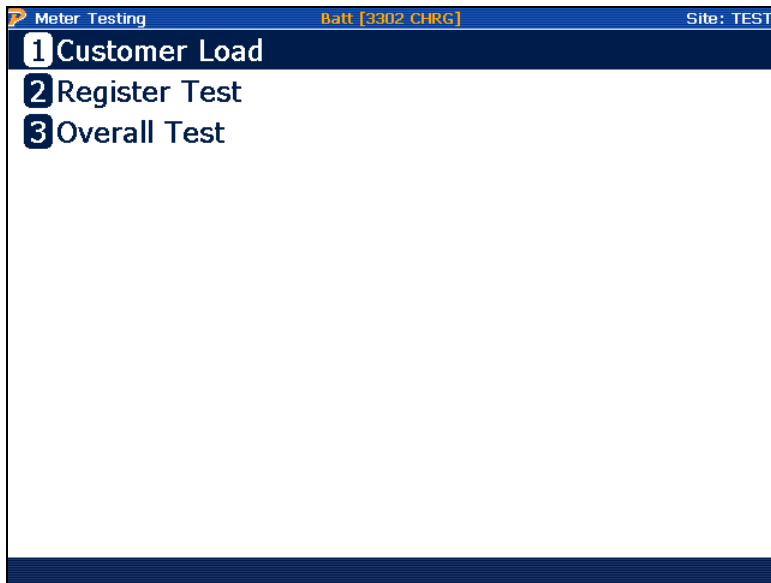 Meter Testing Batt [3302 CHRG] Site: TEST
1 Customer Load
2 Register Test
3 Overall Test